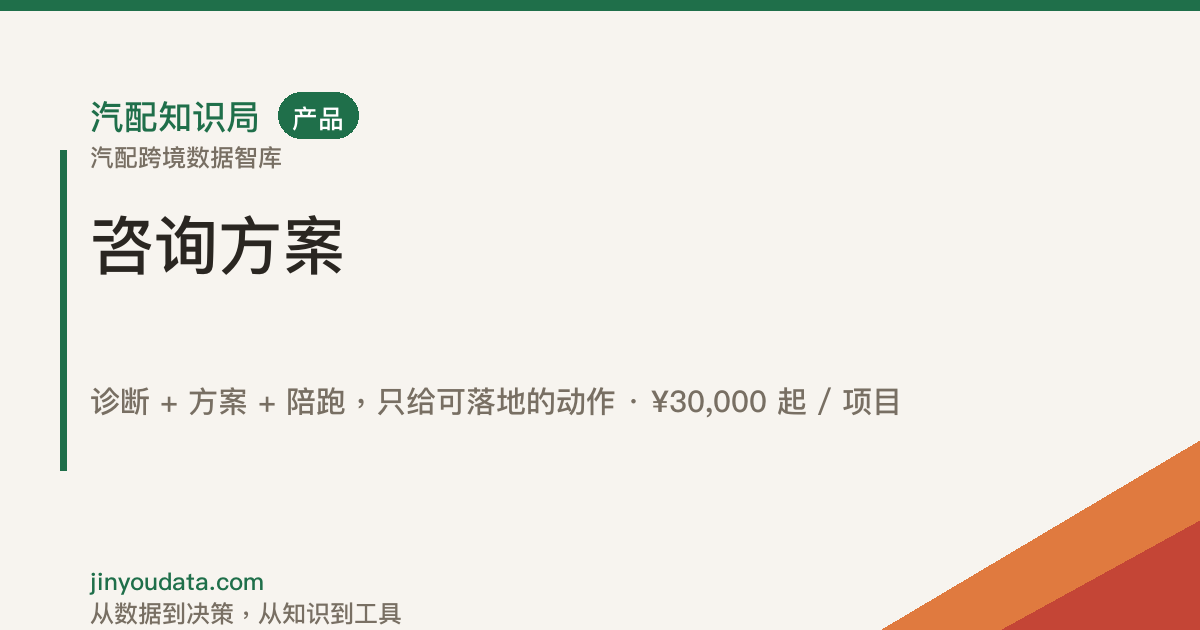 汽配知识局 产品
汽配跨境数据智库
咨询方案
诊断 + 方案 + 陪跑，只给可落地的动作 · ¥30,000 起 / 项目
jinyoudata.com
从数据到决策，从知识到工具